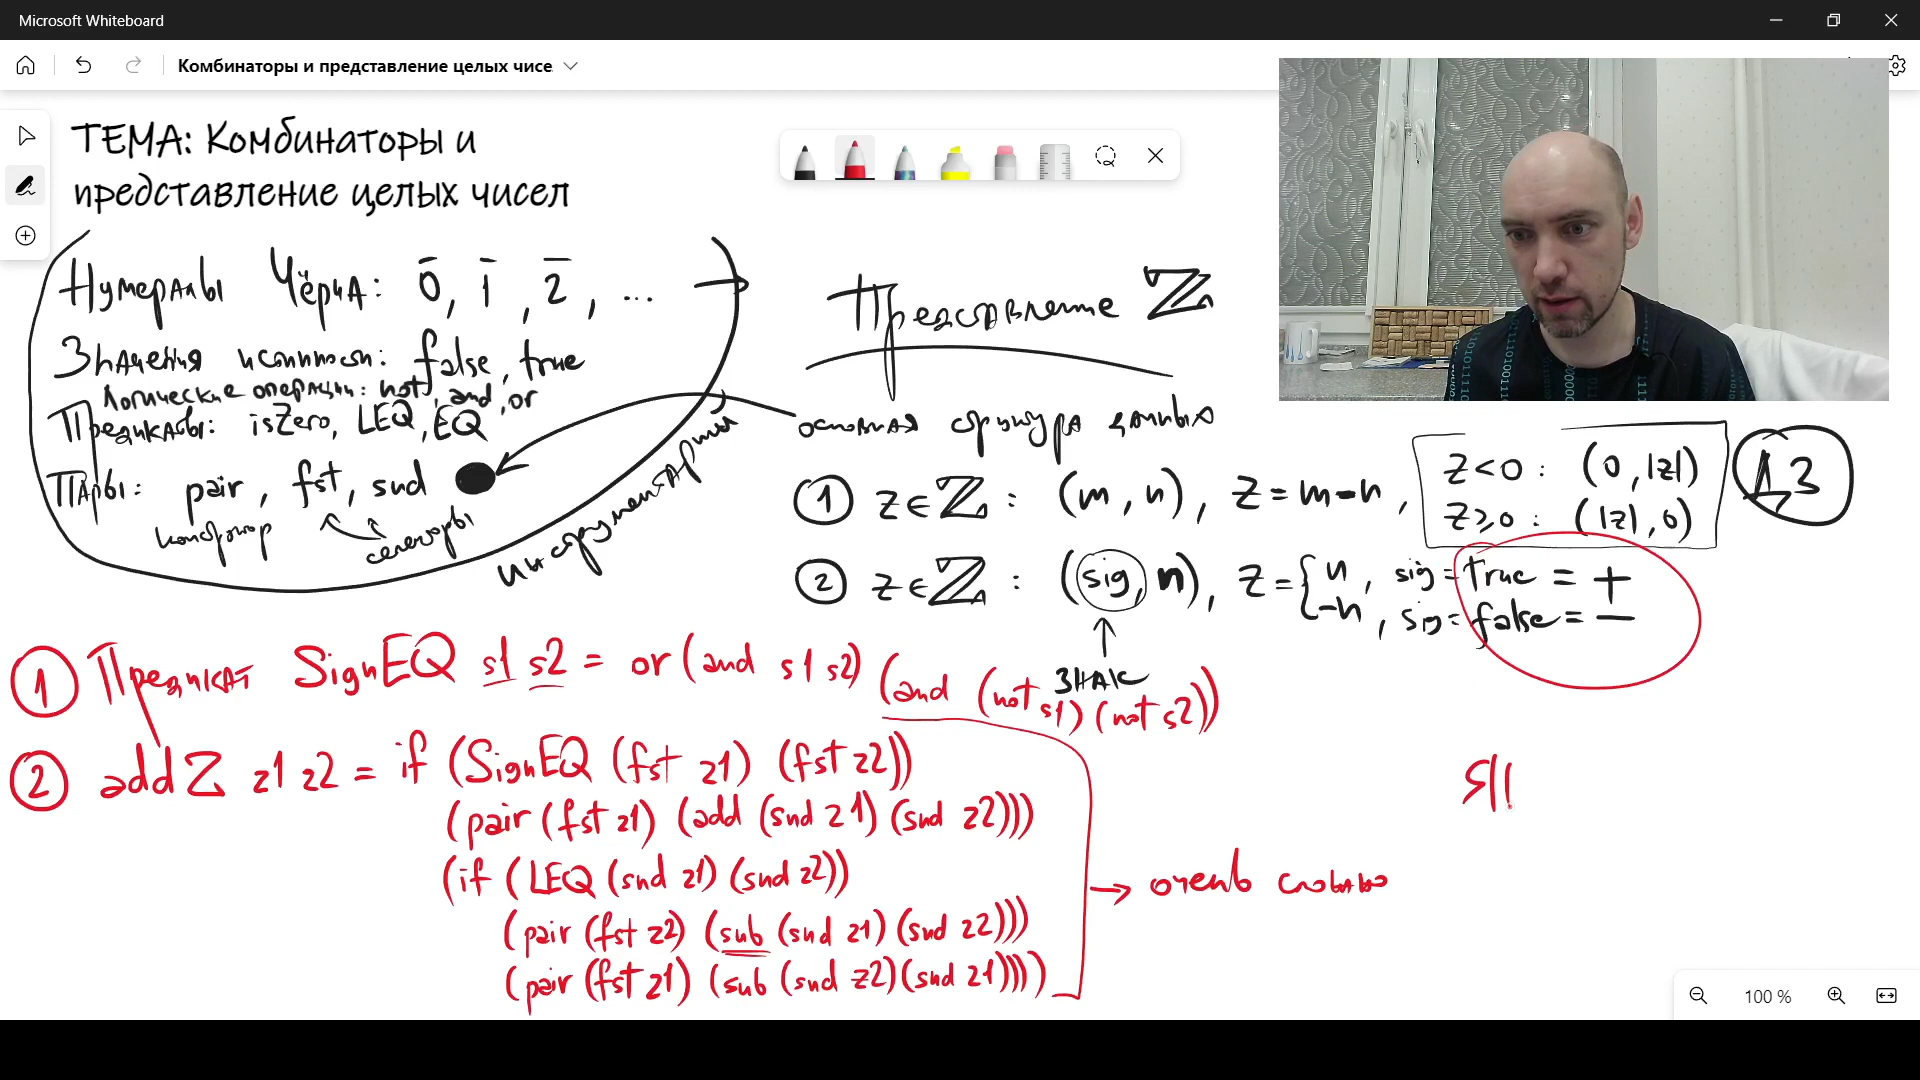 Microsoft Whiteboard
Комбинаторы и представление целых чисе
ТЕМА: Комбинаторы и
представление целых чисел
Нумералы Чёрча: 0̅, 1̅, 2̅, ... →
Значения истинности: false, true
Логические операции: not, and, or
Предикаты: isZero, LEQ, EQ
Пары: pair, fst, snd
конструктор
селекторы
инструментарий
Представление ℤ
основная структура данных
① z∈ℤ: (m, n), z = m-n,
z<0: (0, |z|)
z⩾0: (|z|, 0)
ДЗ
② z∈ℤ: (sig, n), z = { n, sig = true = +
-n, sig = false = −
знак
① Предикат SignEQ s1 s2 = or (and s1 s2) (and (not s1) (not s2))
② addZ z1 z2 = if (SignEQ (fst z1) (fst z2))
(pair (fst z1) (add (snd z1) (snd z2)))
(if (LEQ (snd z1) (snd z2))
(pair (fst z2) (sub (snd z1) (snd z2)))
(pair (fst z1) (sub (snd z2) (snd z1))))
→ очень сложно
100 %